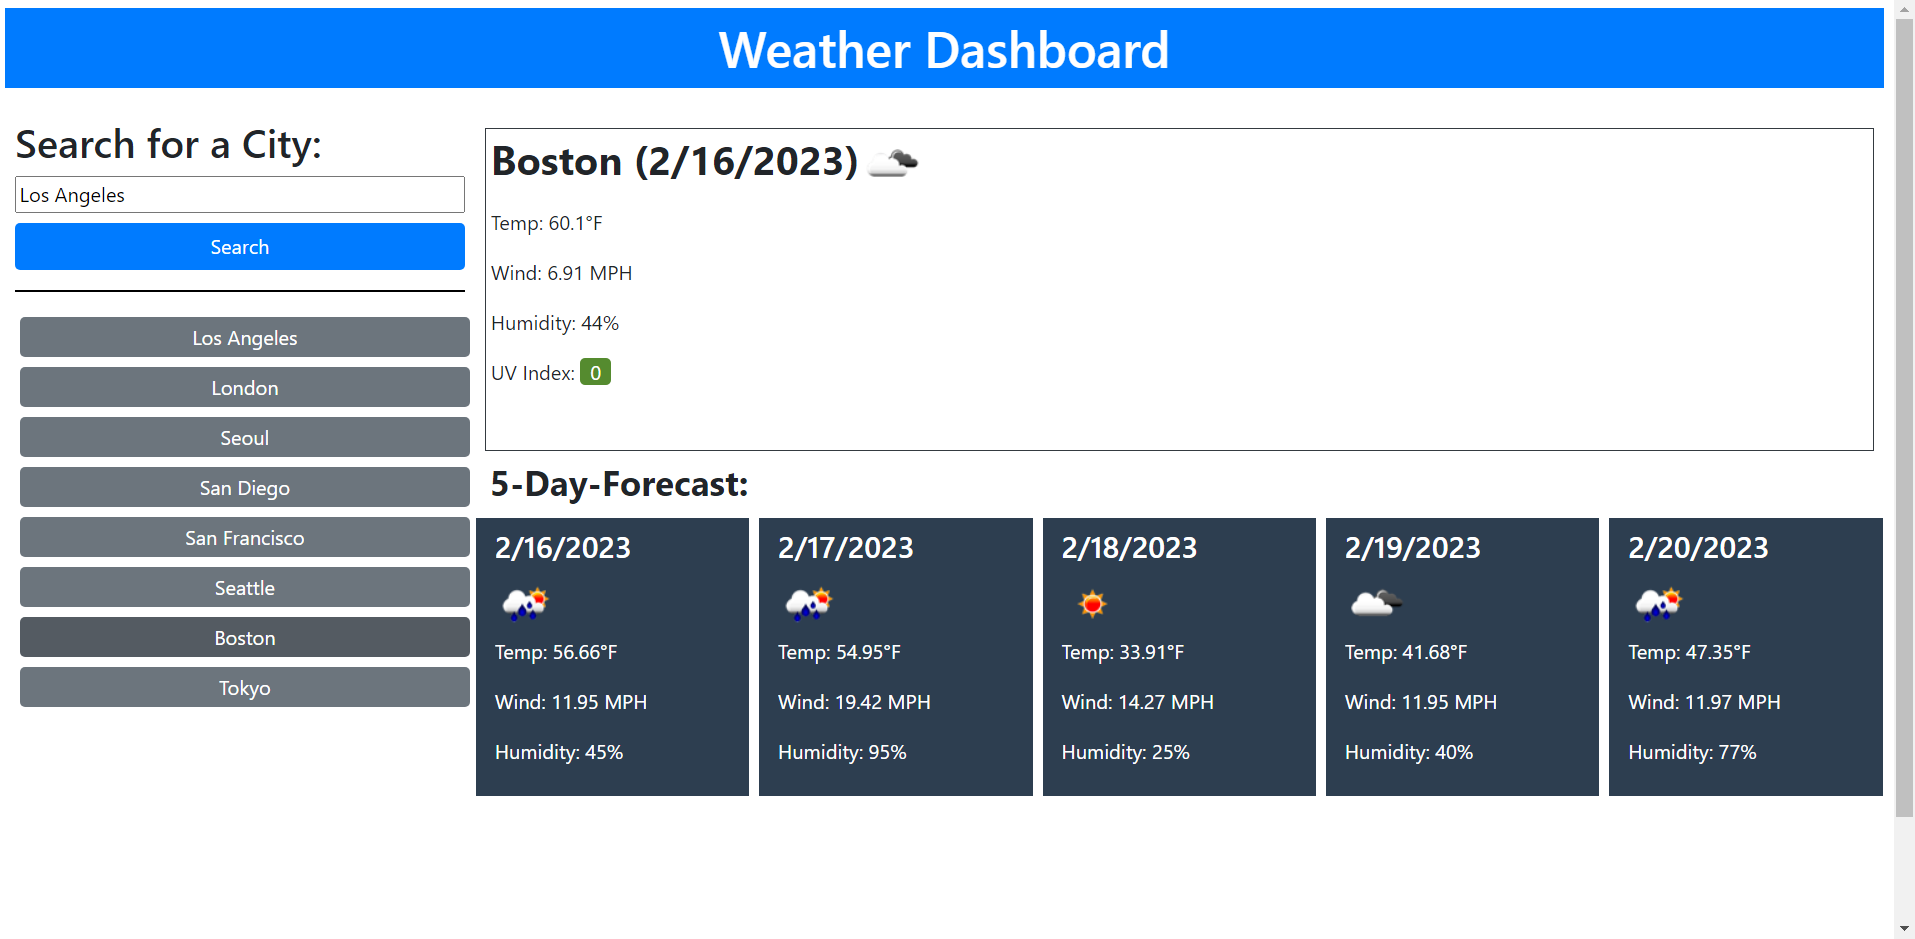 Weather Dashboard
Search for a City:
Los Angeles
Search
Los Angeles
London
Seoul
San Diego
San Francisco
Seattle
Boston
Tokyo
Boston (2/16/2023)
Temp: 60.1°F
Wind: 6.91 MPH
Humidity: 44%
UV Index: 0
5-Day-Forecast:
2/16/2023
Temp: 56.66°F
Wind: 11.95 MPH
Humidity: 45%
2/17/2023
Temp: 54.95°F
Wind: 19.42 MPH
Humidity: 95%
2/18/2023
Temp: 33.91°F
Wind: 14.27 MPH
Humidity: 25%
2/19/2023
Temp: 41.68°F
Wind: 11.95 MPH
Humidity: 40%
2/20/2023
Temp: 47.35°F
Wind: 11.97 MPH
Humidity: 77%